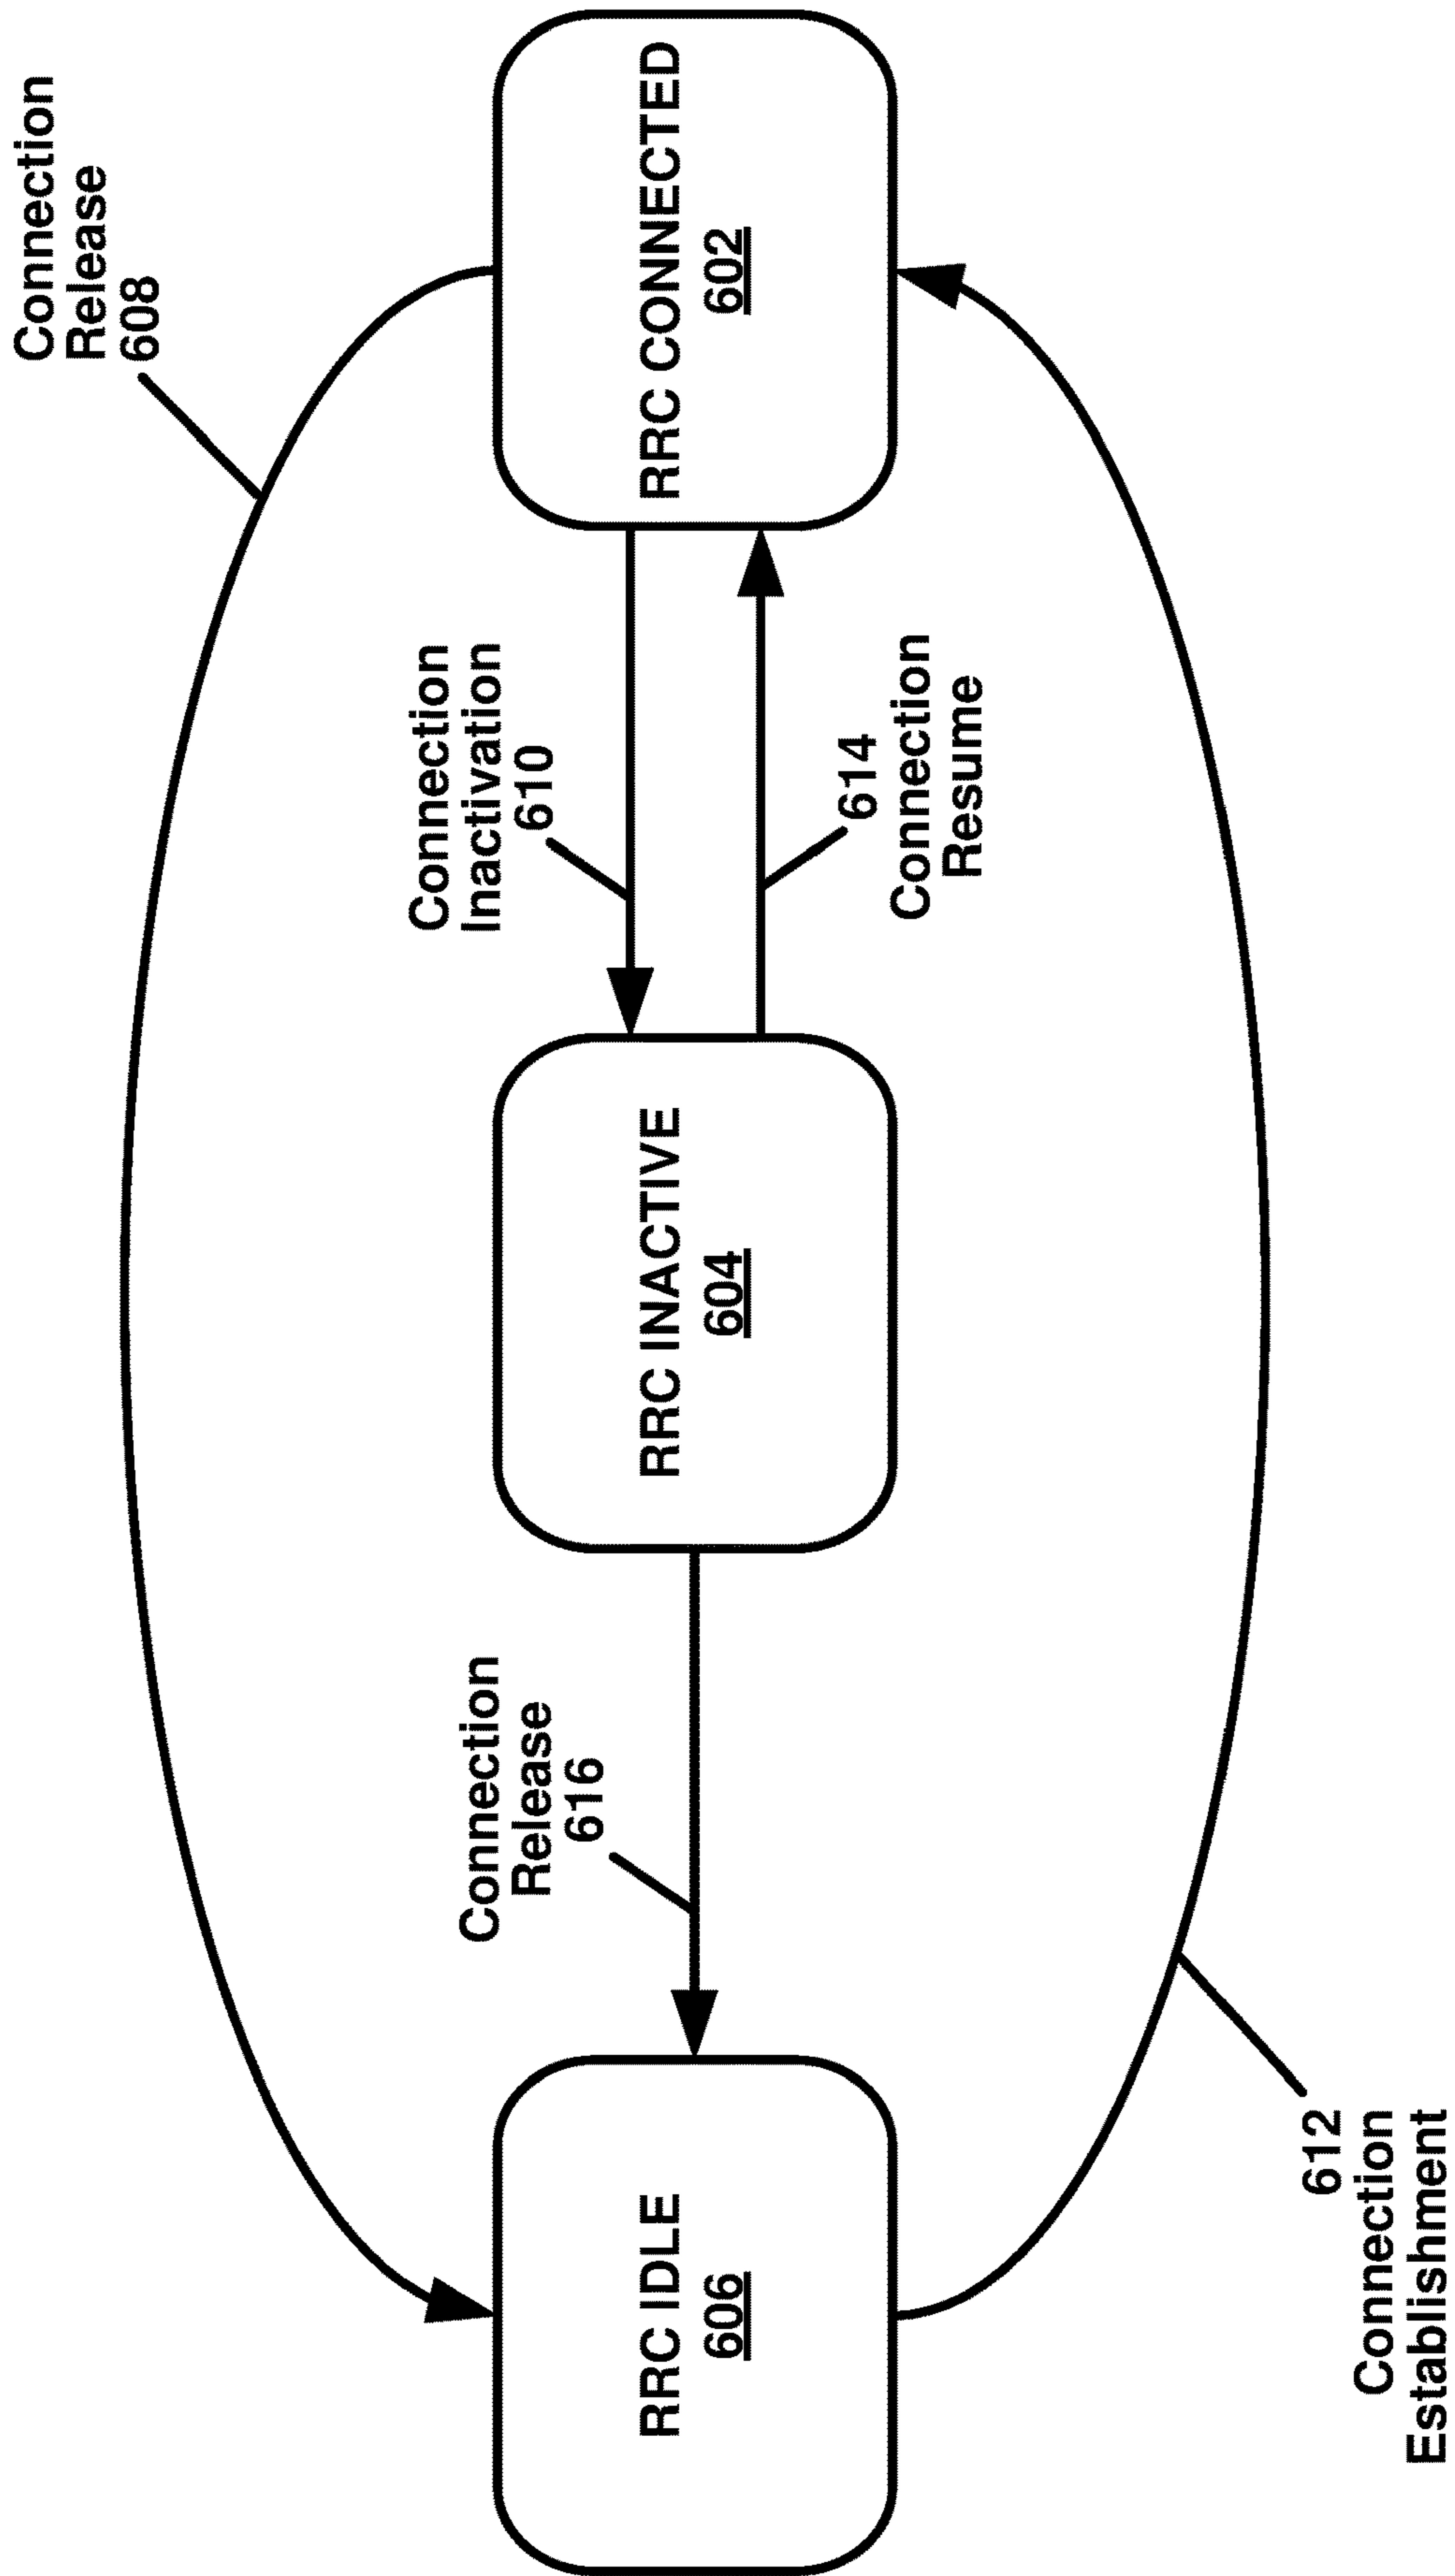 Connection
Release
608
RRC IDLE
606
Connection
Release
616
RRC INACTIVE
604
Connection
Inactivation
610
614
Connection
Resume
RRC CONNECTED
602
612
Connection
Establishment